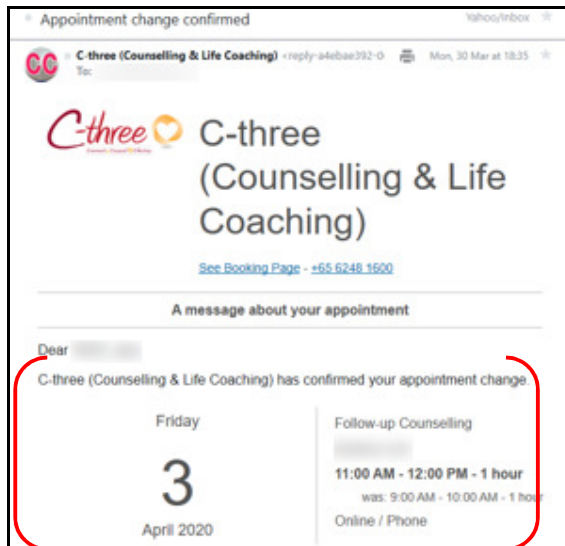 Appointment change confirmed
Yahoo/Inbox
CC
C-three (Counselling & Life Coaching) <reply-a4ebae392-0
Mon, 30 Mar at 18:35
To:
C-three
C-three
(Counselling & Life
Coaching)
See Booking Page - +65 6248 1600
A message about your appointment
Dear
C-three (Counselling & Life Coaching) has confirmed your appointment change.
Friday
3
April 2020
Follow-up Counselling
11:00 AM - 12:00 PM - 1 hour
was: 9:00 AM - 10:00 AM - 1 hour
Online / Phone